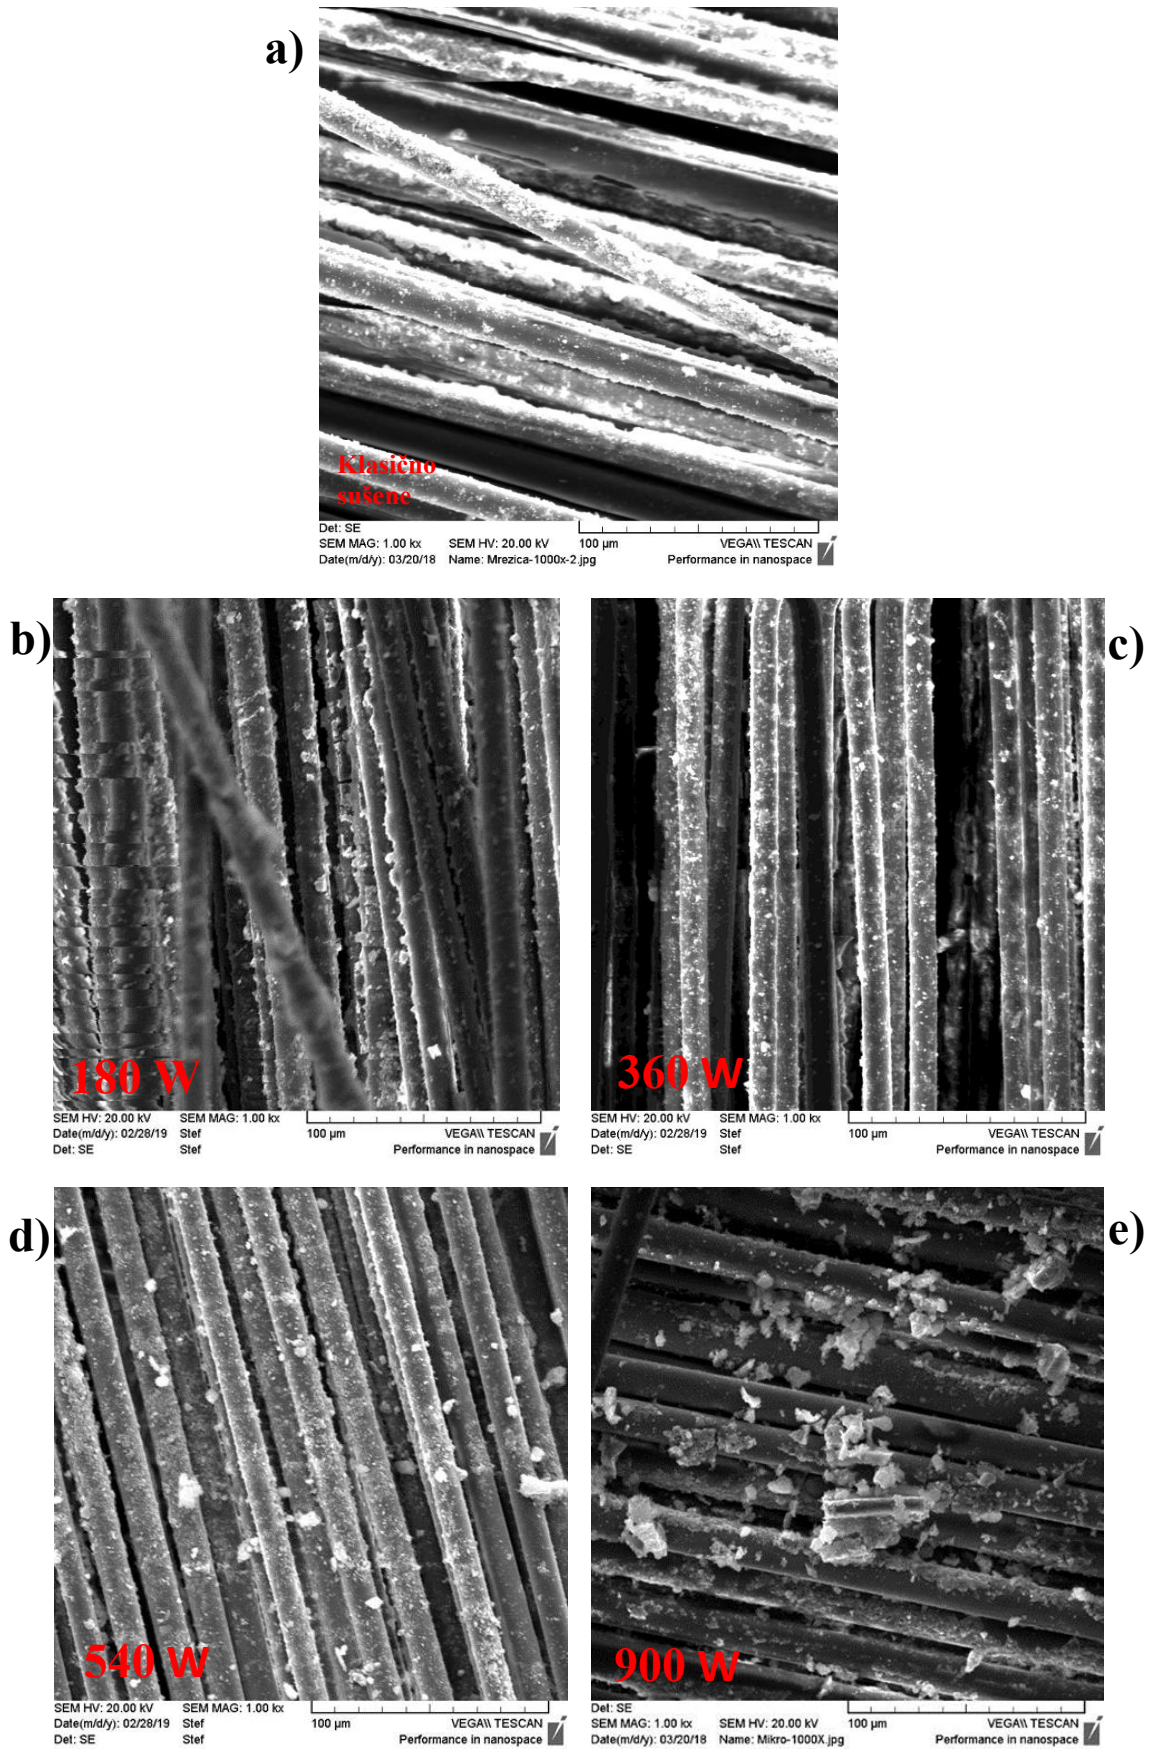 a)
Klasično
sušene
Det: SE
SEM MAG: 1.00 kx SEM HV: 20.00 kV 100 µm VEGA\\ TESCAN
Date(m/d/y): 03/20/18 Name: Mrezica-1000x-2.jpg Performance in nanospace
b)
180 W
SEM HV: 20.00 kV SEM MAG: 1.00 kx
Date(m/d/y): 02/28/19 Stef 100 µm VEGA\\ TESCAN
Det: SE Stef Performance in nanospace
c)
360 W
SEM HV: 20.00 kV SEM MAG: 1.00 kx
Date(m/d/y): 02/28/19 Stef 100 µm VEGA\\ TESCAN
Det: SE Stef Performance in nanospace
d)
540 W
SEM HV: 20.00 kV SEM MAG: 1.00 kx
Date(m/d/y): 02/28/19 Stef 100 µm VEGA\\ TESCAN
Det: SE Stef Performance in nanospace
e)
900 W
Det: SE
SEM MAG: 1.00 kx SEM HV: 20.00 kV 100 µm VEGA\\ TESCAN
Date(m/d/y): 03/20/18 Name: Mikro-1000X.jpg Performance in nanospace